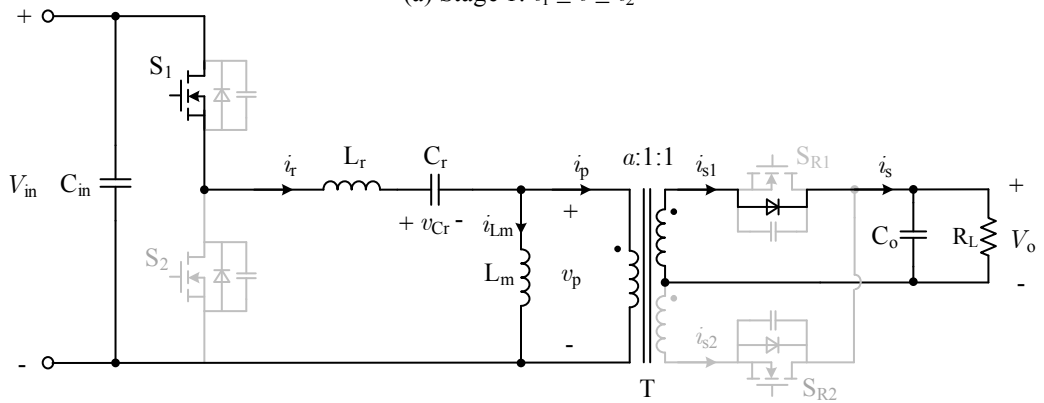 (a) Stage 1: t₁ ≤ t ≤ t₂
+
S₁
Vin
Cin
ir
Lr
Cr
+ vCr -
ip
a:1:1
is1
SR1
is
+
iLm
+
Lm
vp
-
Co
RL
Vo
-
S₂
is2
SR2
-
T